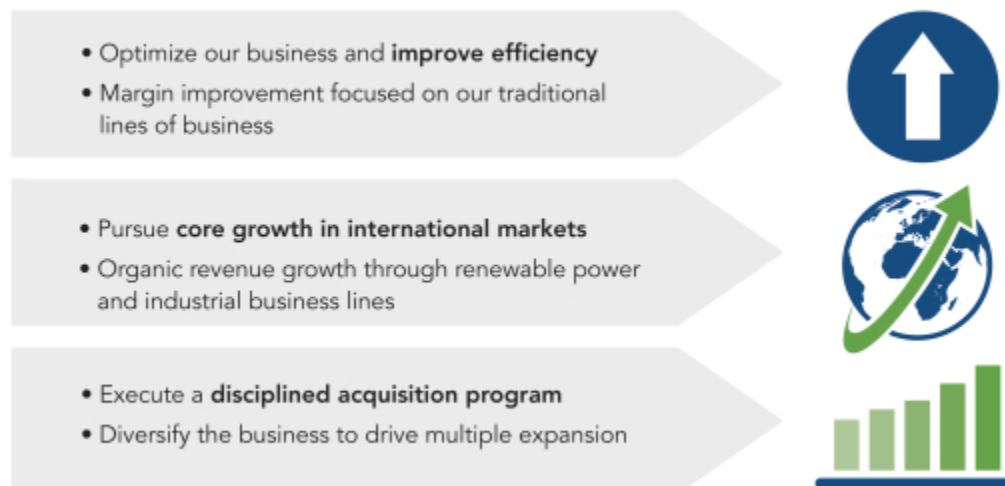 • Optimize our business and improve efficiency
• Margin improvement focused on our traditional
lines of business
• Pursue core growth in international markets
• Organic revenue growth through renewable power
and industrial business lines
• Execute a disciplined acquisition program
• Diversify the business to drive multiple expansion